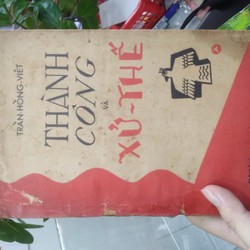 TRẦN-HỒNG-VIỆT
THÀNH
CÔNG
và
XỬ-THẾ